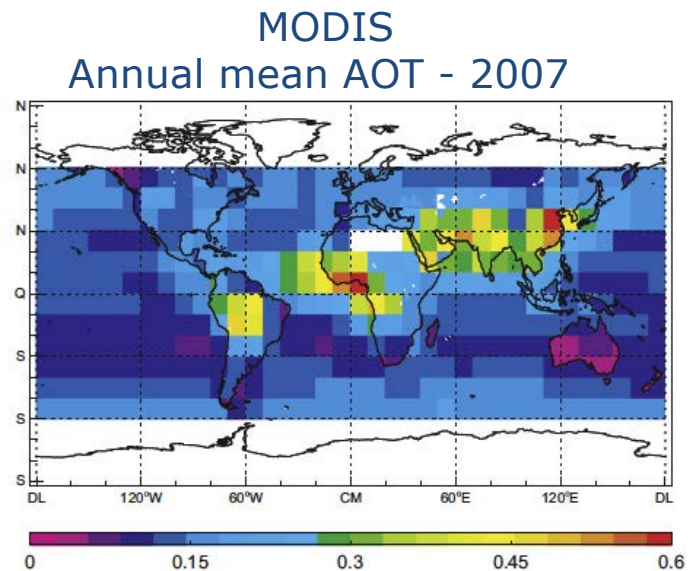 MODIS
Annual mean AOT - 2007
N
N
N
Q
S
S
S
DL 120°W 60°W CM 60°E 120°E DL
0 0.15 0.3 0.45 0.6